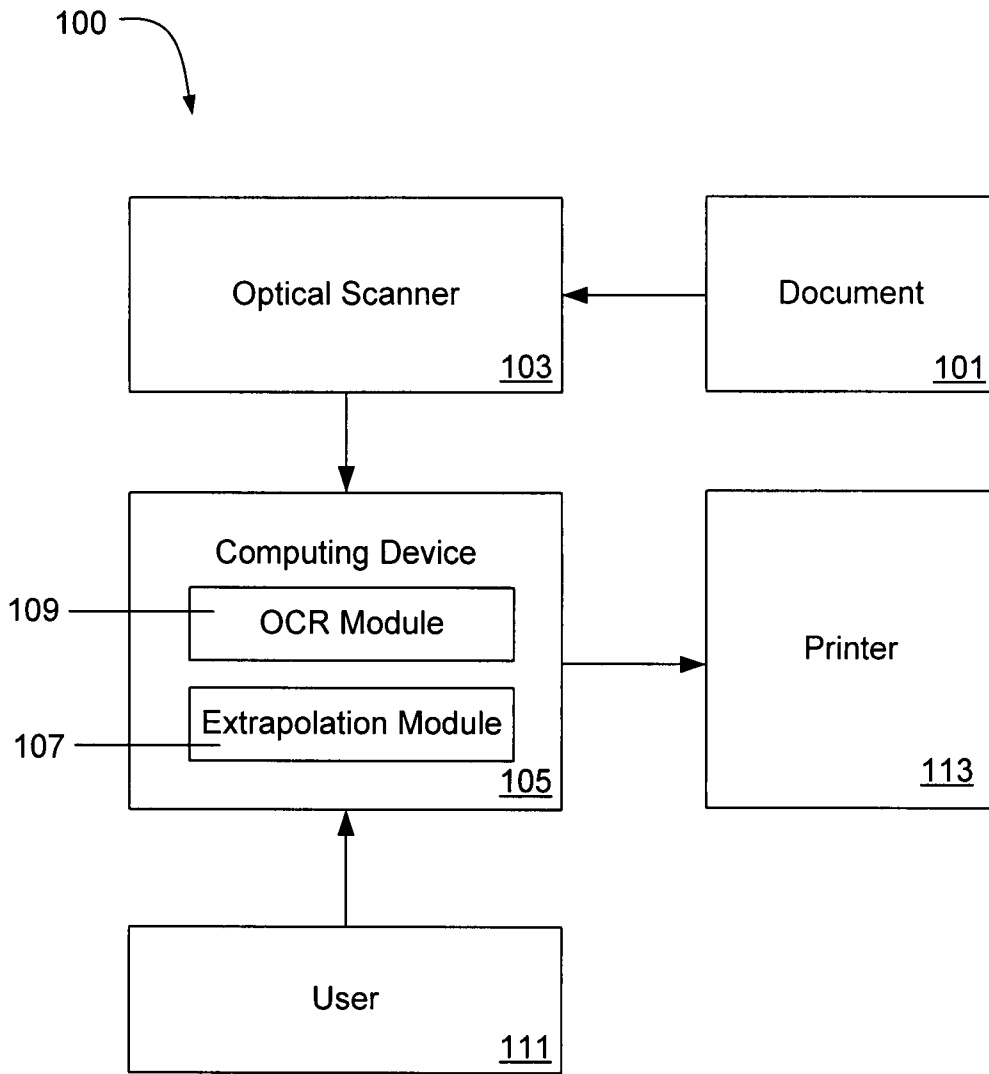 100
Optical Scanner
103
Document
101
Computing Device
109
OCR Module
Extrapolation Module
107
105
Printer
113
User
111